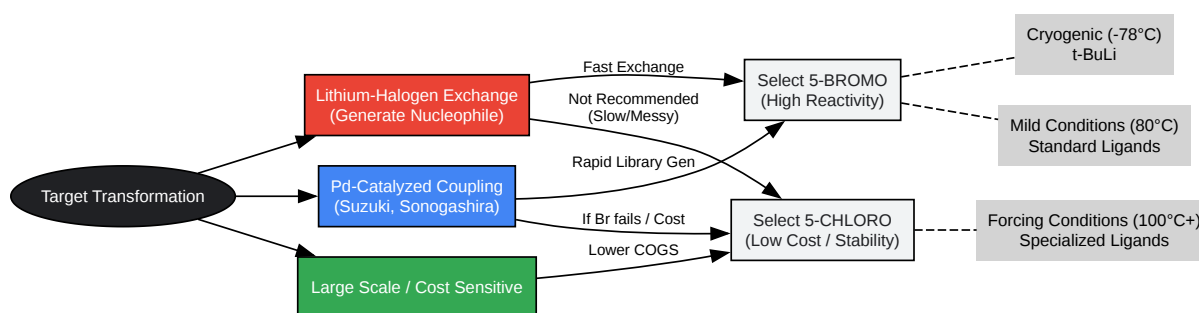 Target Transformation
Lithium-Halogen Exchange
(Generate Nucleophile)
Pd-Catalyzed Coupling
(Suzuki, Sonogashira)
Large Scale / Cost Sensitive
Fast Exchange
Not Recommended
(Slow/Messy)
Rapid Library Gen
If Br fails / Cost
Lower COGS
Select 5-BROMO
(High Reactivity)
Select 5-CHLORO
(Low Cost / Stability)
Cryogenic (-78°C)
t-BuLi
Mild Conditions (80°C)
Standard Ligands
Forcing Conditions (100°C+)
Specialized Ligands